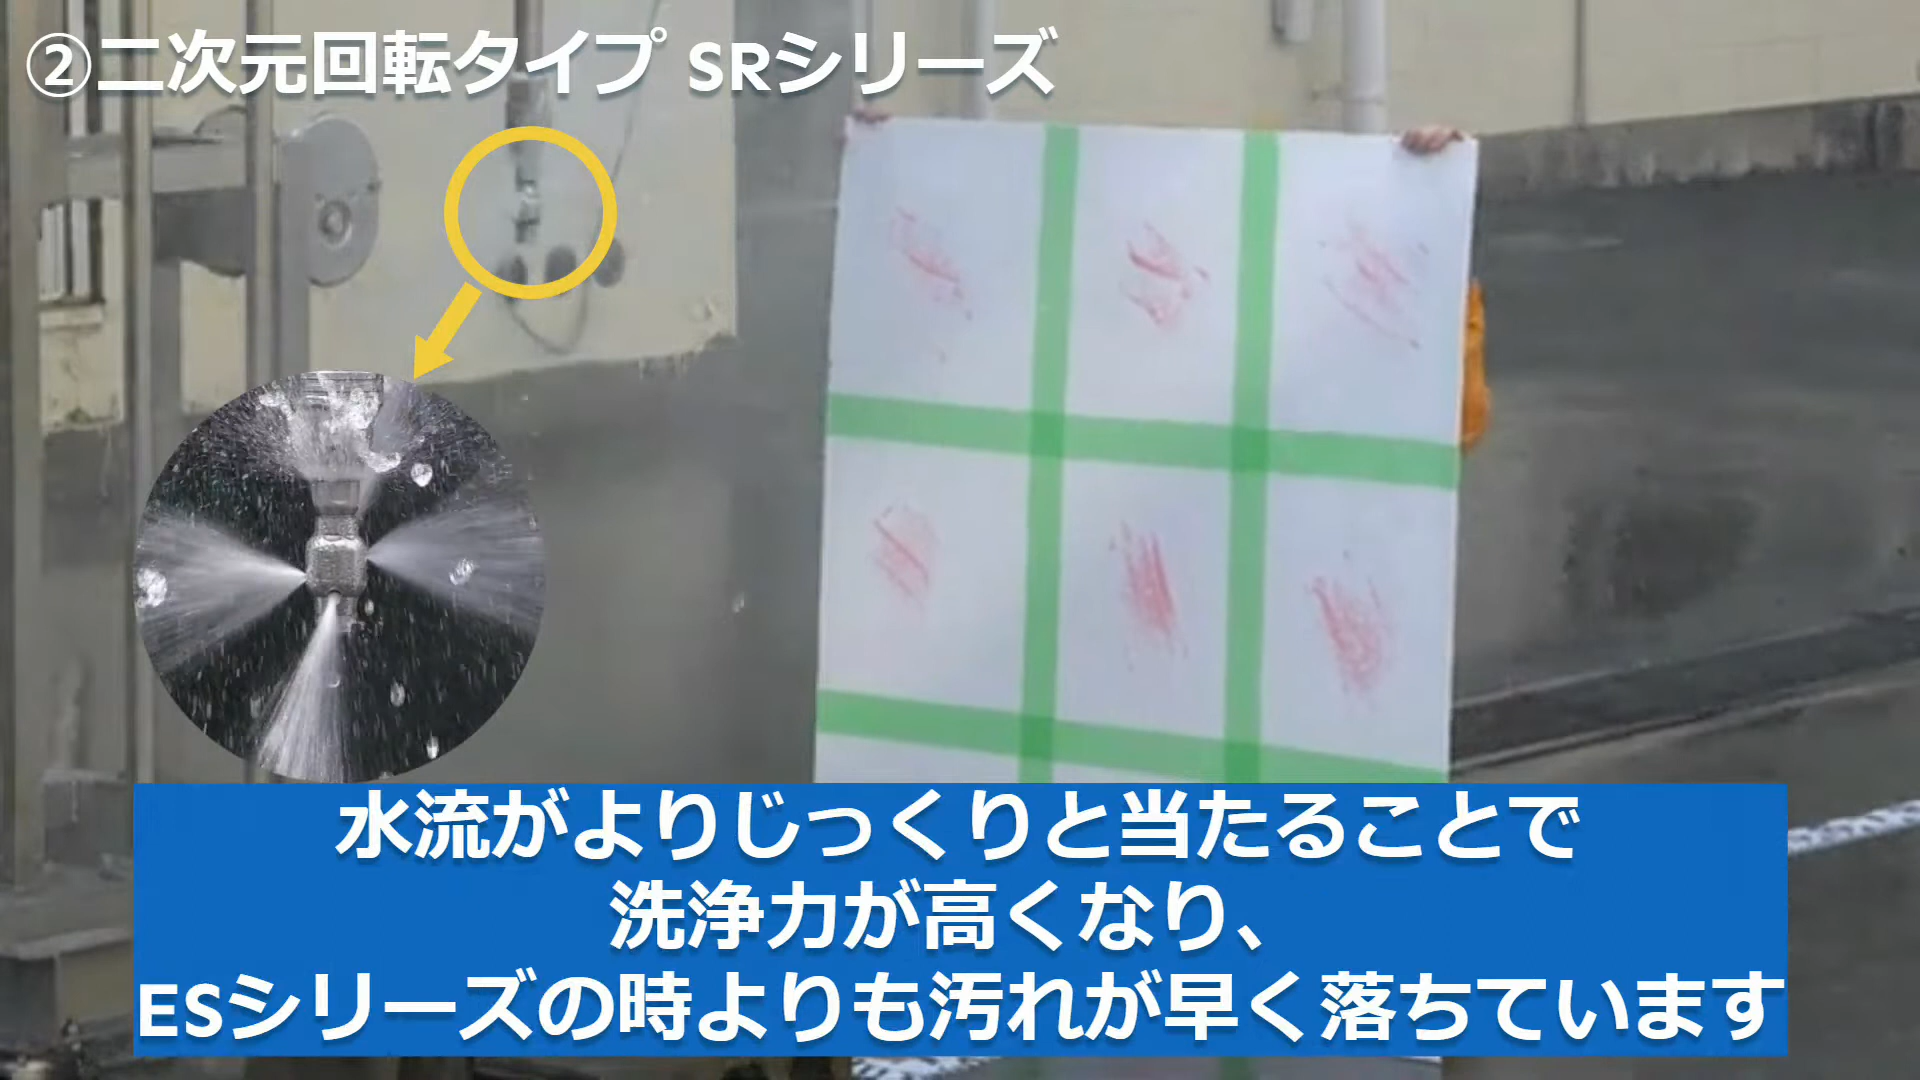 ②二次元回転タイプ SRシリーズ
水流がよりじっくりと当たることで
洗浄力が高くなり、
ESシリーズの時よりも汚れが早く落ちています